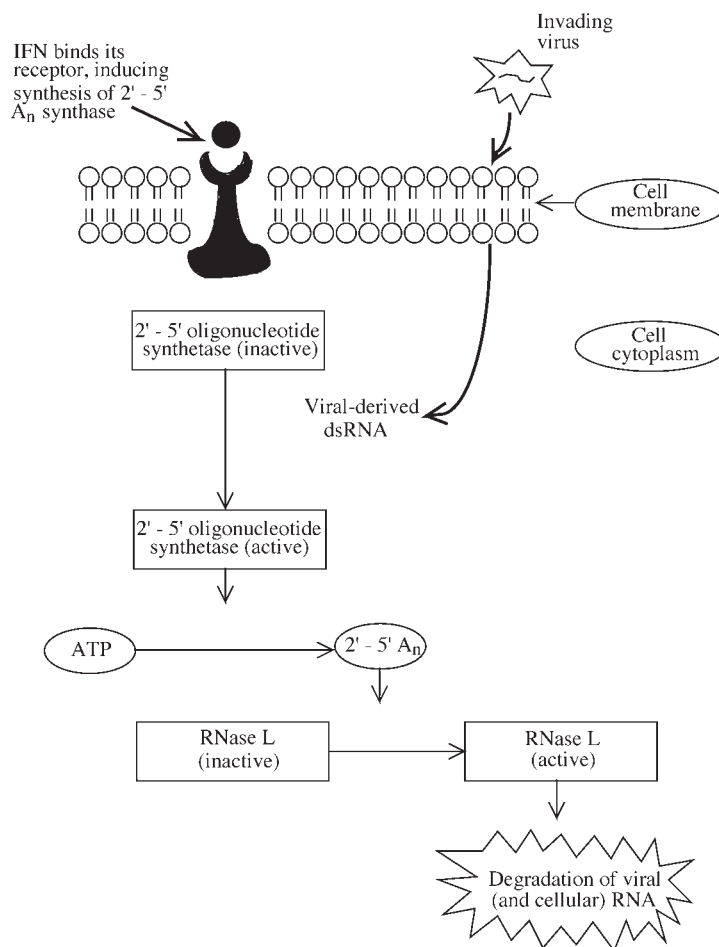 IFN binds its
receptor, inducing
synthesis of 2' - 5'
An synthase
Invading
virus
Cell
membrane
2' - 5' oligonucleotide
synthetase (inactive)
Cell
cytoplasm
Viral-derived
dsRNA
2' - 5' oligonucleotide
synthetase (active)
ATP
2' - 5' An
RNase L
(inactive)
RNase L
(active)
Degradation of viral
(and cellular) RNA